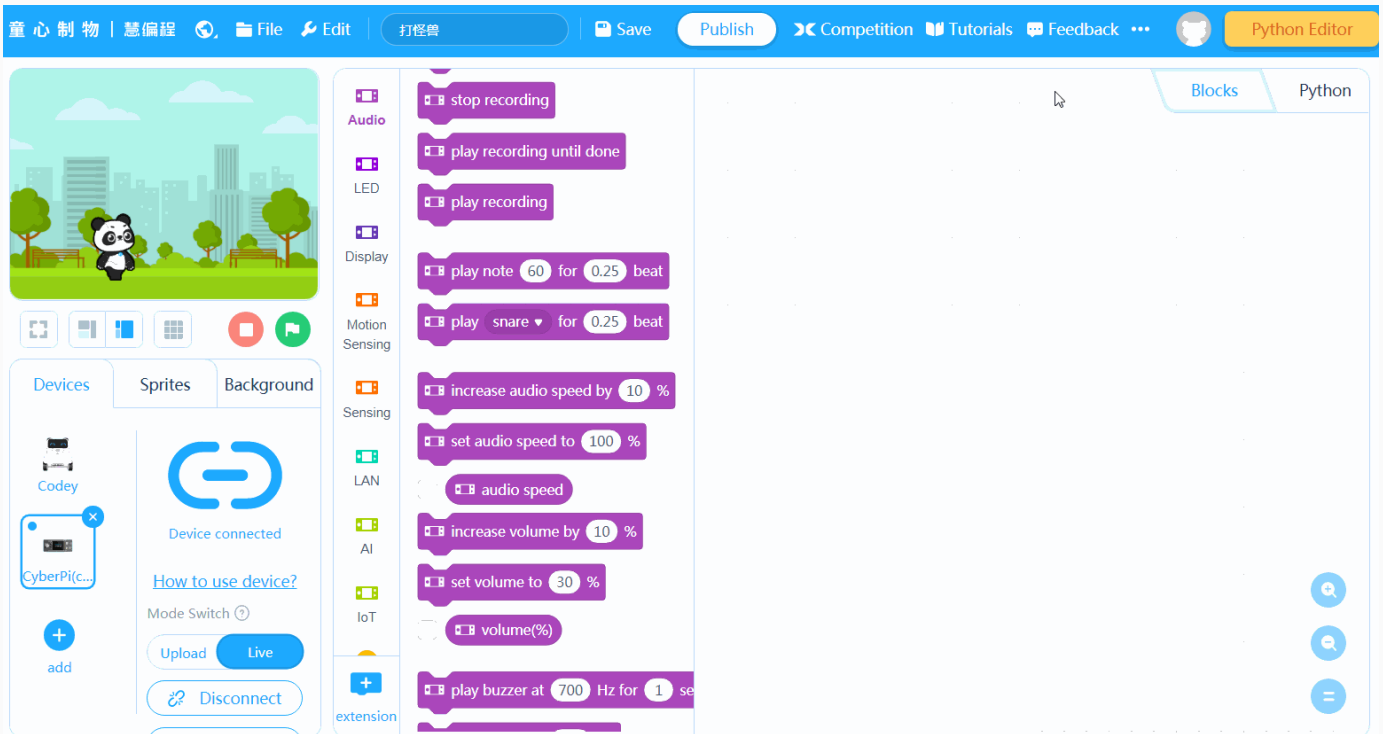 童心制物 | 慧编程 File Edit 打怪兽 Save Publish Competition Tutorials Feedback ••• Python Editor
Blocks Python
Audio
LED
Display
Motion
Sensing
Sensing
LAN
AI
IoT
extension
stop recording
play recording until done
play recording
play note 60 for 0.25 beat
play snare for 0.25 beat
increase audio speed by 10 %
set audio speed to 100 %
audio speed
increase volume by 10 %
set volume to 30 %
volume(%)
play buzzer at 700 Hz for 1 se
Devices Sprites Background
Codey
CyberPi(c...
add
Device connected
How to use device?
Mode Switch ?
Upload Live
Disconnect